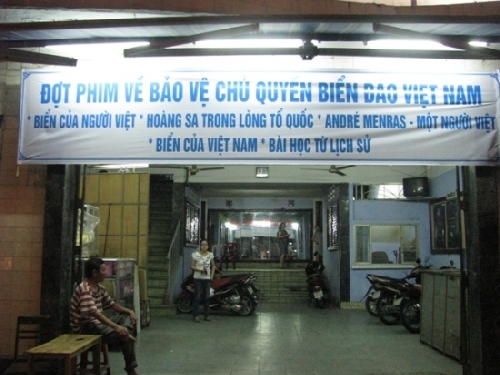 ĐỢT PHIM VỀ BẢO VỆ CHỦ QUYỀN BIỂN ĐẢO VIỆT NAM
* BIỂN CỦA NGƯỜI VIỆT * HOÀNG SA TRONG LÒNG TỔ QUỐC * ANDRÉ MENRAS - MỘT NGƯỜI VIỆT
* BIỂN CỦA VIỆT NAM * BÀI HỌC TỪ LỊCH SỬ